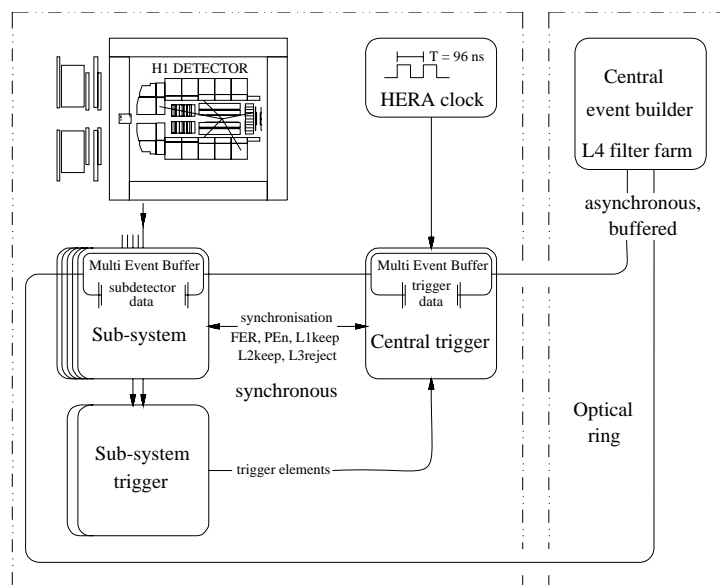 H1 DETECTOR
T = 96 ns
HERA clock
Central
event builder
L4 filter farm
asynchronous,
buffered
Multi Event Buffer
subdetector
data
Sub-system
synchronisation
FER, PEn, L1keep
L2keep, L3reject
synchronous
Multi Event Buffer
trigger
data
Central trigger
Sub-system
trigger
trigger elements
Optical
ring